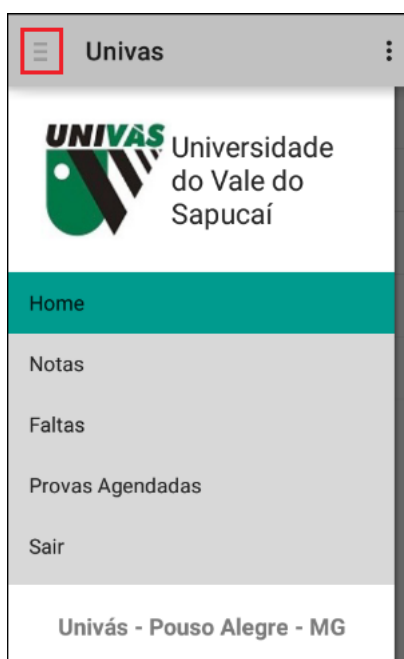 Univas
UNIVÁS
Universidade
do Vale do
Sapucaí
Home
Notas
Faltas
Provas Agendadas
Sair
Univás - Pouso Alegre - MG